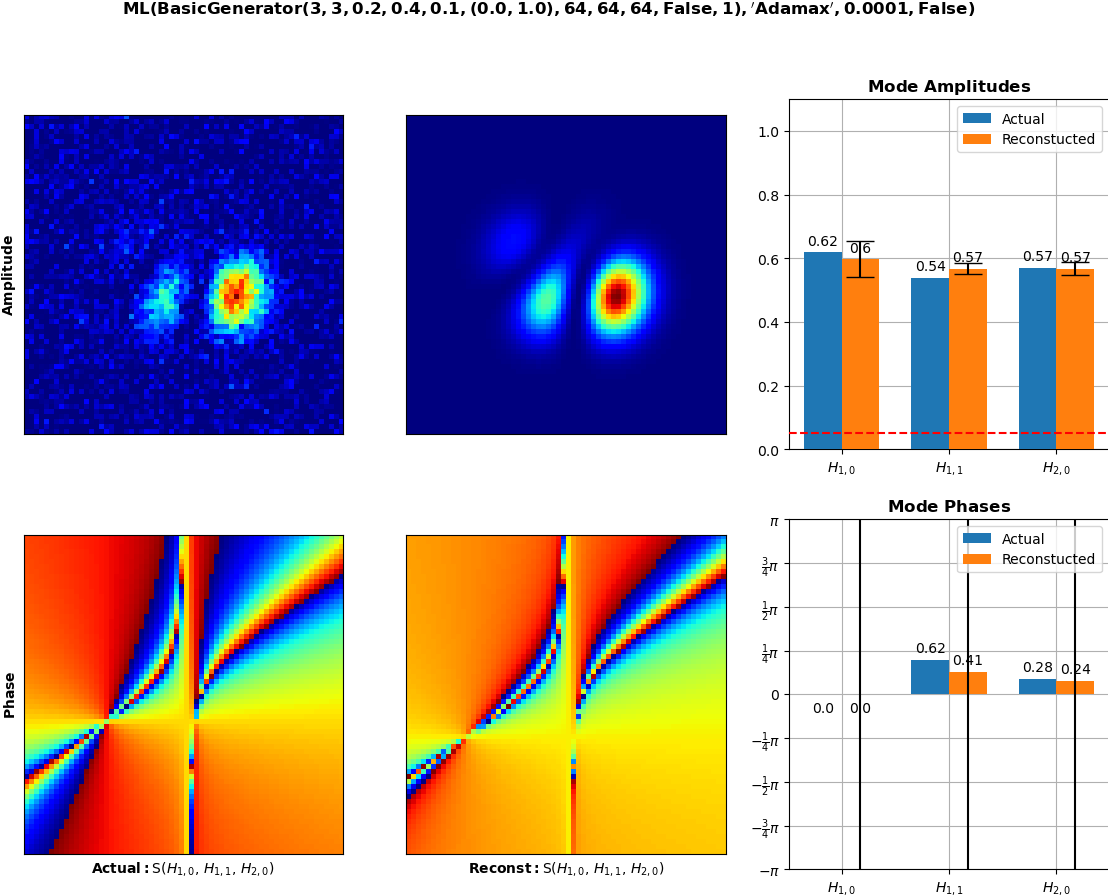 ML(BasicGenerator(3, 3, 0.2, 0.4, 0.1, (0.0, 1.0), 64, 64, 64, False, 1), ′Adamax′, 0.0001, False)
Amplitude
Mode Amplitudes
Actual
Reconstucted
1.0
0.8
0.6
0.4
0.2
0.0
0.62
0.6
0.54
0.57
0.57
0.57
H1, 0
H1, 1
H2, 0
Phase
Actual: S(H1, 0, H1, 1, H2, 0)
Reconst: S(H1, 0, H1, 1, H2, 0)
Mode Phases
Actual
Reconstucted
π
3/4π
1/2π
1/4π
0
−1/4π
−1/2π
−3/4π
−π
0.0
0.0
0.62
0.41
0.28
0.24
H1, 0
H1, 1
H2, 0